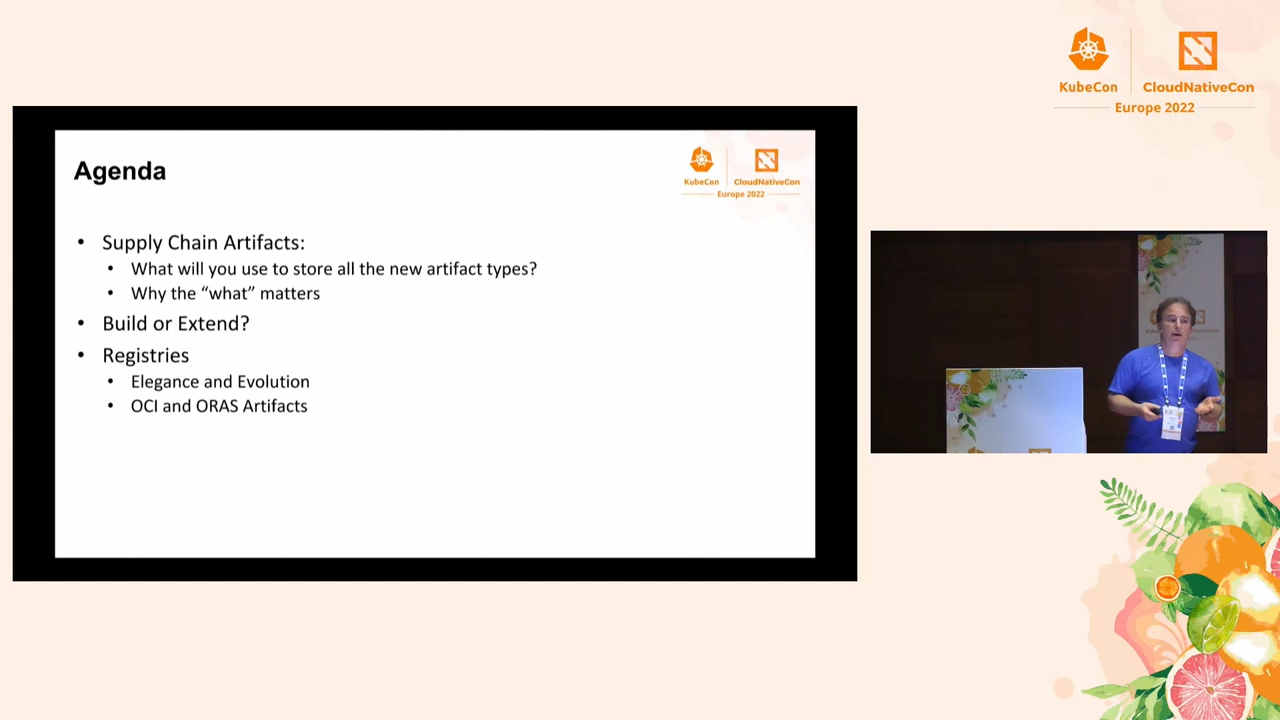 KubeCon
CloudNativeCon
Europe 2022
Agenda
KubeCon
CloudNativeCon
Europe 2022
• Supply Chain Artifacts:
• What will you use to store all the new artifact types?
• Why the “what” matters
• Build or Extend?
• Registries
• Elegance and Evolution
• OCI and ORAS Artifacts